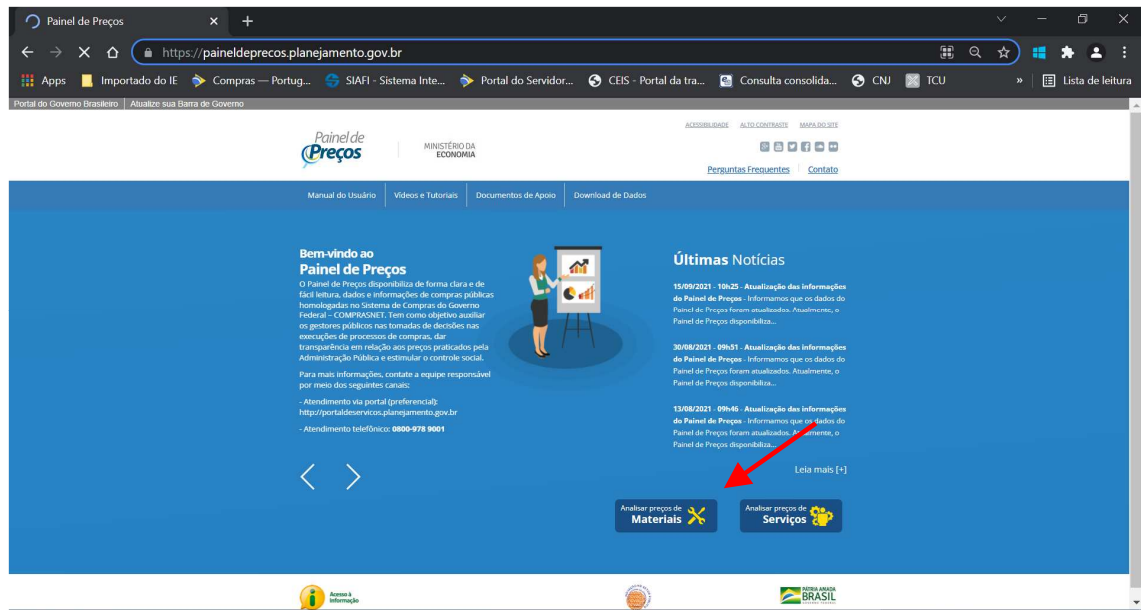 Painel de Preços
https://paineldeprecos.planejamento.gov.br
Apps Importado do IE Compras — Portug... SIAFI - Sistema Inte... Portal do Servidor... CEIS - Portal da tra... Consulta consolida... CNJ TCU » Lista de leitura
Portal do Governo Brasileiro Atualize sua Barra de Governo
ACESSIBILIDADE ALTO CONTRASTE MAPA DO SITE
Painel de
Preços
MINISTÉRIO DA
ECONOMIA
Perguntas Frequentes Contato
Manual do Usuário Vídeos e Tutoriais Documentos de Apoio Download de Dados
Bem-vindo ao
Painel de Preços
O Painel de Preços disponibiliza de forma clara e de
fácil leitura, dados e informações de compras públicas
homologadas no Sistema de Compras do Governo
Federal – COMPRASNET. Tem como objetivo auxiliar
os gestores públicos nas tomadas de decisões nas
execuções de processos de compras, dar
transparência em relação aos preços praticados pela
Administração Pública e estimular o controle social.
Para mais informações, contate a equipe responsável
por meio dos seguintes canais:
- Atendimento via portal (preferencial):
http://portaldeservicos.planejamento.gov.br
- Atendimento telefônico: 0800-978 9001
Últimas Notícias
15/09/2021 - 10h25 - Atualização das informações
do Painel de Preços - Informamos que os dados do
Painel de Preços foram atualizados. Atualmente, o
Painel de Preços disponibiliza...
30/08/2021 - 09h51 - Atualização das informações
do Painel de Preços - Informamos que os dados do
Painel de Preços foram atualizados. Atualmente, o
Painel de Preços disponibiliza...
13/08/2021 - 09h46 - Atualização das informações
do Painel de Preços - Informamos que os dados do
Painel de Preços foram atualizados. Atualmente, o
Painel de Preços disponibiliza...
Leia mais [+]
Analisar preços de
Materiais
Analisar preços de
Serviços
Acesso à
Informação
PÁTRIA AMADA
BRASIL